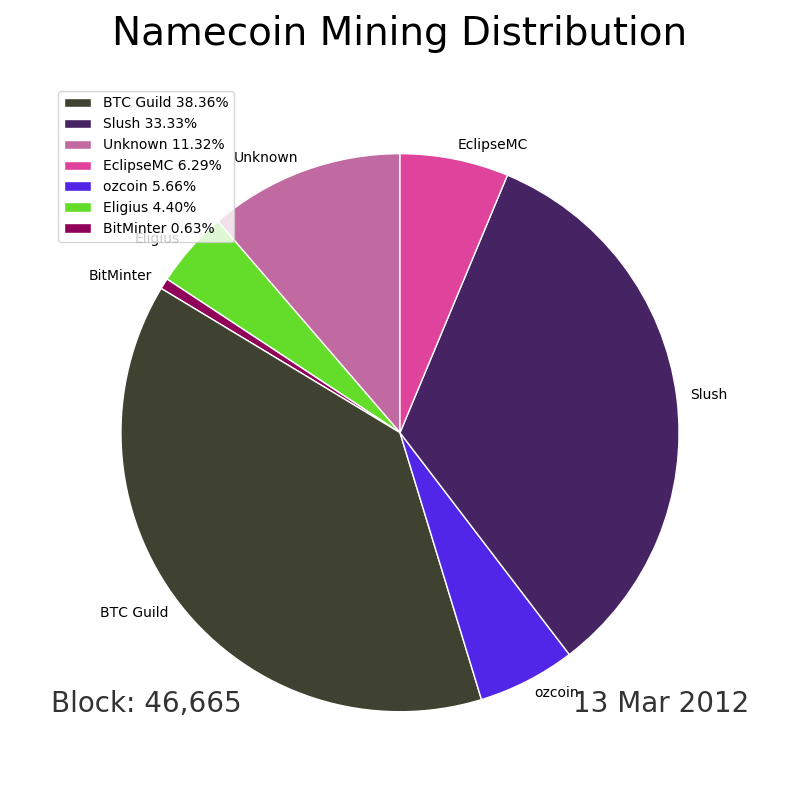 Namecoin Mining Distribution
BTC Guild 38.36%
Slush 33.33%
Unknown 11.32%
EclipseMC 6.29%
ozcoin 5.66%
Eligius 4.40%
BitMinter 0.63%
EclipseMC
Unknown
Eligius
BitMinter
Slush
BTC Guild
ozcoin
Block: 46,665
13 Mar 2012